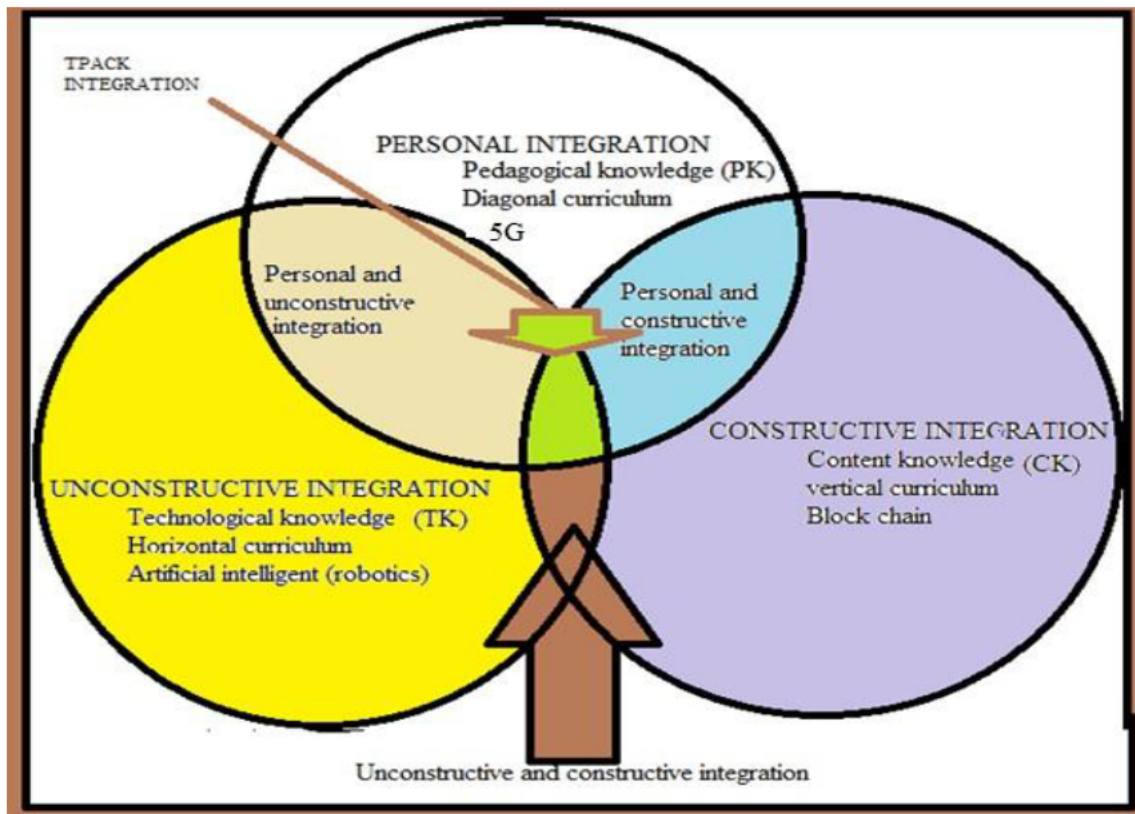 TPACK
INTEGRATION
PERSONAL INTEGRATION
Pedagogical knowledge (PK)
Diagonal curriculum
5G
Personal and
unconstructive
integration
Personal and
constructive
integration
UNCONSTRUCTIVE INTEGRATION
Technological knowledge (TK)
Horizontal curriculum
Artificial intelligent (robotics)
CONSTRUCTIVE INTEGRATION
Content knowledge (CK)
vertical curriculum
Block chain
Unconstructive and constructive integration